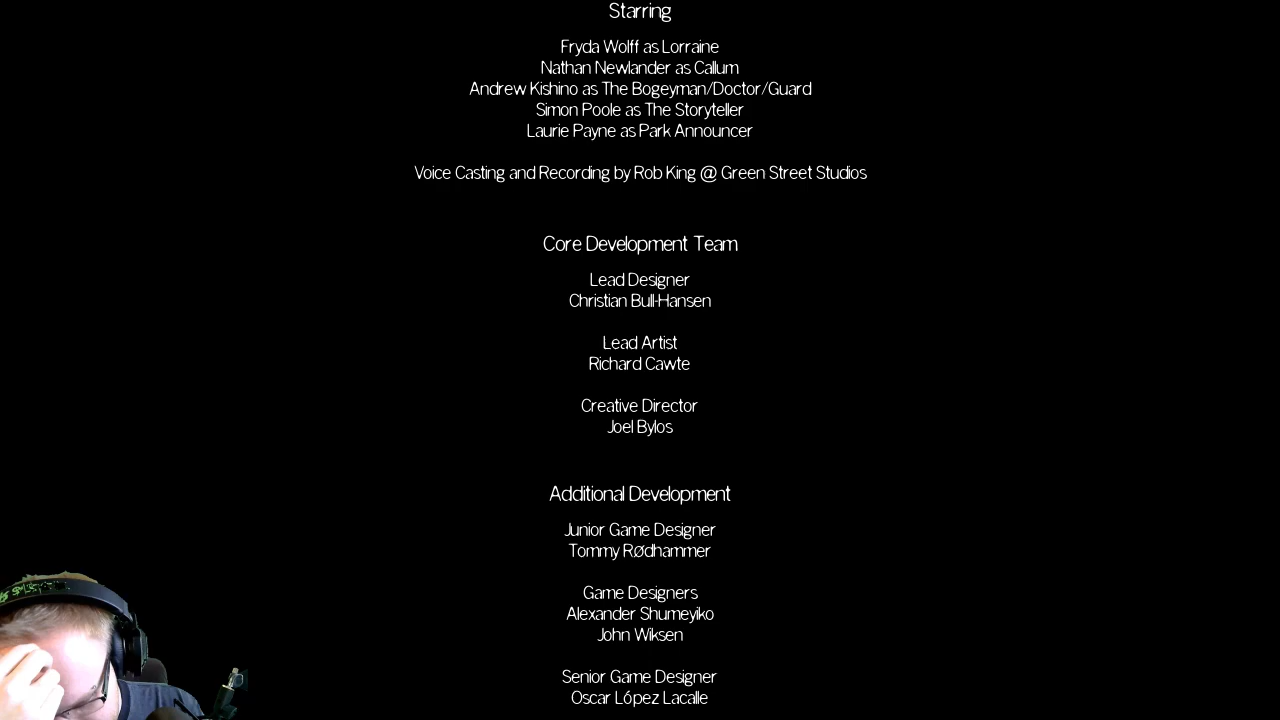 Starring
Fryda Wolff as Lorraine
Nathan Newlander as Callum
Andrew Kishino as The Bogeyman/Doctor/Guard
Simon Poole as The Storyteller
Laurie Payne as Park Announcer
Voice Casting and Recording by Rob King @ Green Street Studios
Core Development Team
Lead Designer
Christian Bull-Hansen
Lead Artist
Richard Cawte
Creative Director
Joel Bylos
Additional Development
Junior Game Designer
Tommy Rødhammer
Game Designers
Alexander Shumeyiko
John Wiksen
Senior Game Designer
Oscar López Lacalle